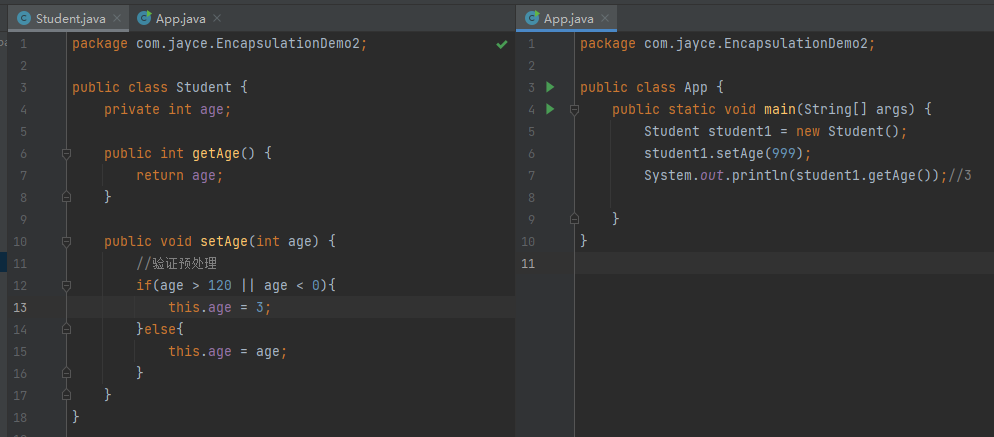 Student.java
App.java
1 package com.jayce.EncapsulationDemo2;
2
3 public class Student {
4 private int age;
5
6 public int getAge() {
7 return age;
8 }
9
10 public void setAge(int age) {
11 //验证预处理
12 if(age > 120 || age < 0){
13 this.age = 3;
14 }else{
15 this.age = age;
16 }
17 }
18 }
App.java
1 package com.jayce.EncapsulationDemo2;
2
3 public class App {
4 public static void main(String[] args) {
5 Student student1 = new Student();
6 student1.setAge(999);
7 System.out.println(student1.getAge());//3
8
9 }
10 }
11